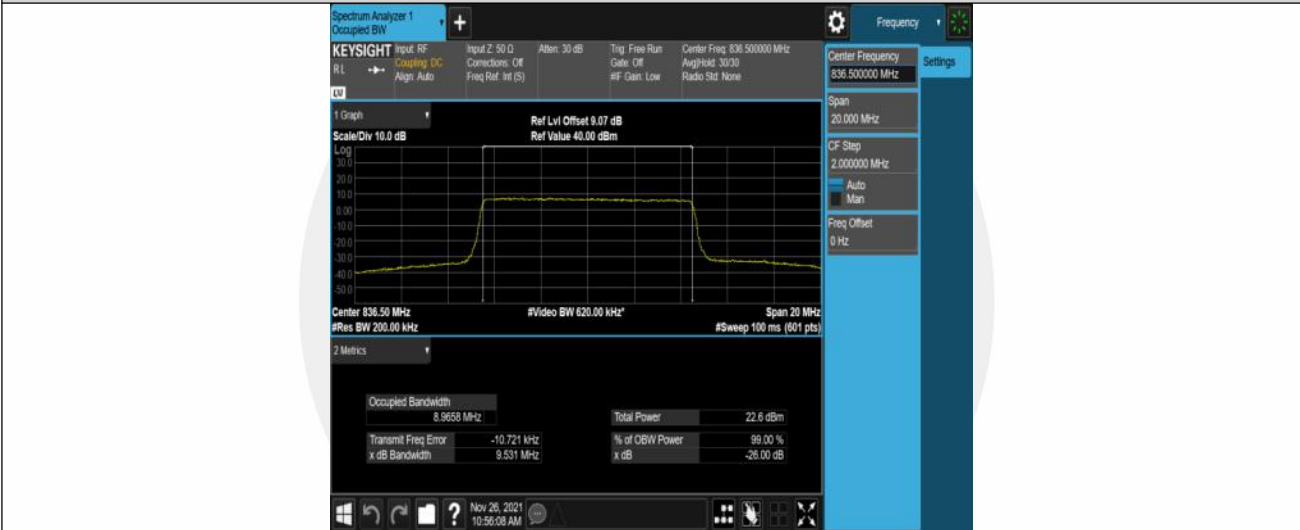 Spectrum Analyzer 1
Occupied BW
+
Frequency
KEYSIGHT
RL
Input: RF
Coupling: DC
Align: Auto
Input Z: 50 Ω
Corrections: Off
Freq Ref: Int (S)
Atten: 30 dB
Trig: Free Run
Gate: Off
#IF Gain: Low
Center Freq: 836.500000 MHz
Avg|Hold: 30/30
Radio Std: None
1 Graph
Scale/Div 10.0 dB
Ref Lvl Offset 9.07 dB
Ref Value 40.00 dBm
Log
30.0
20.0
10.0
0.00
-10.0
-20.0
-30.0
-40.0
-50.0
Center 836.50 MHz
#Video BW 620.00 kHz*
Span 20 MHz
#Res BW 200.00 kHz
#Sweep 100 ms (601 pts)
2 Metrics
Occupied Bandwidth
8.9658 MHz
Total Power 22.6 dBm
Transmit Freq Error -10.721 kHz
% of OBW Power 99.00 %
x dB Bandwidth 9.531 MHz
x dB -26.00 dB
Center Frequency
836.500000 MHz
Settings
Span
20.000 MHz
CF Step
2.000000 MHz
Auto
Man
Freq Offset
0 Hz
?
Nov 26, 2021
10:56:08 AM